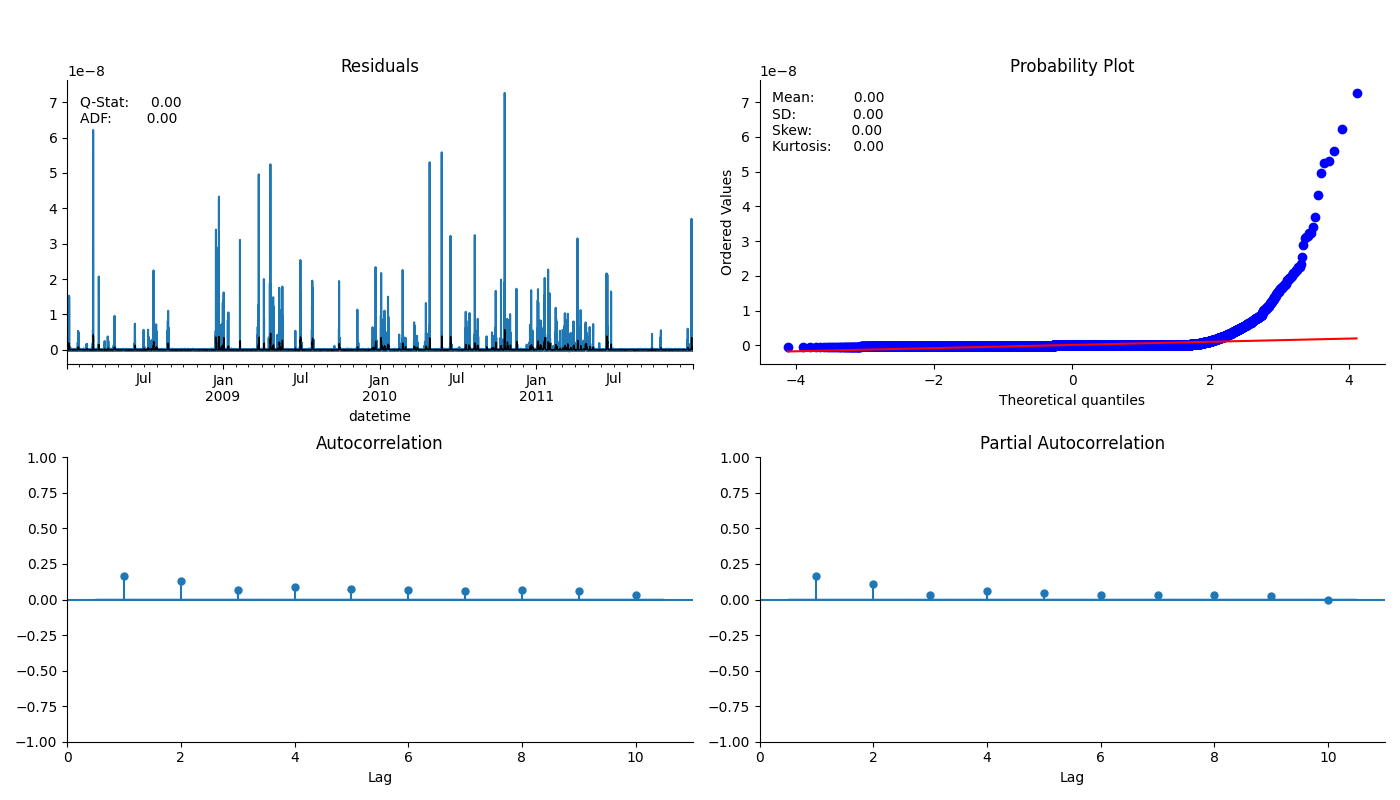 Residuals
1e−8
Q-Stat: 0.00
ADF: 0.00
7
6
5
4
3
2
1
0
Jul Jan Jul Jan Jul Jan Jul
2009 2010 2011
datetime
Probability Plot
1e−8
Mean: 0.00
SD: 0.00
Skew: 0.00
Kurtosis: 0.00
Ordered Values
7
6
5
4
3
2
1
0
−4 −2 0 2 4
Theoretical quantiles
Autocorrelation
1.00
0.75
0.50
0.25
0.00
−0.25
−0.50
−0.75
−1.00
0 2 4 6 8 10
Lag
Partial Autocorrelation
1.00
0.75
0.50
0.25
0.00
−0.25
−0.50
−0.75
−1.00
0 2 4 6 8 10
Lag